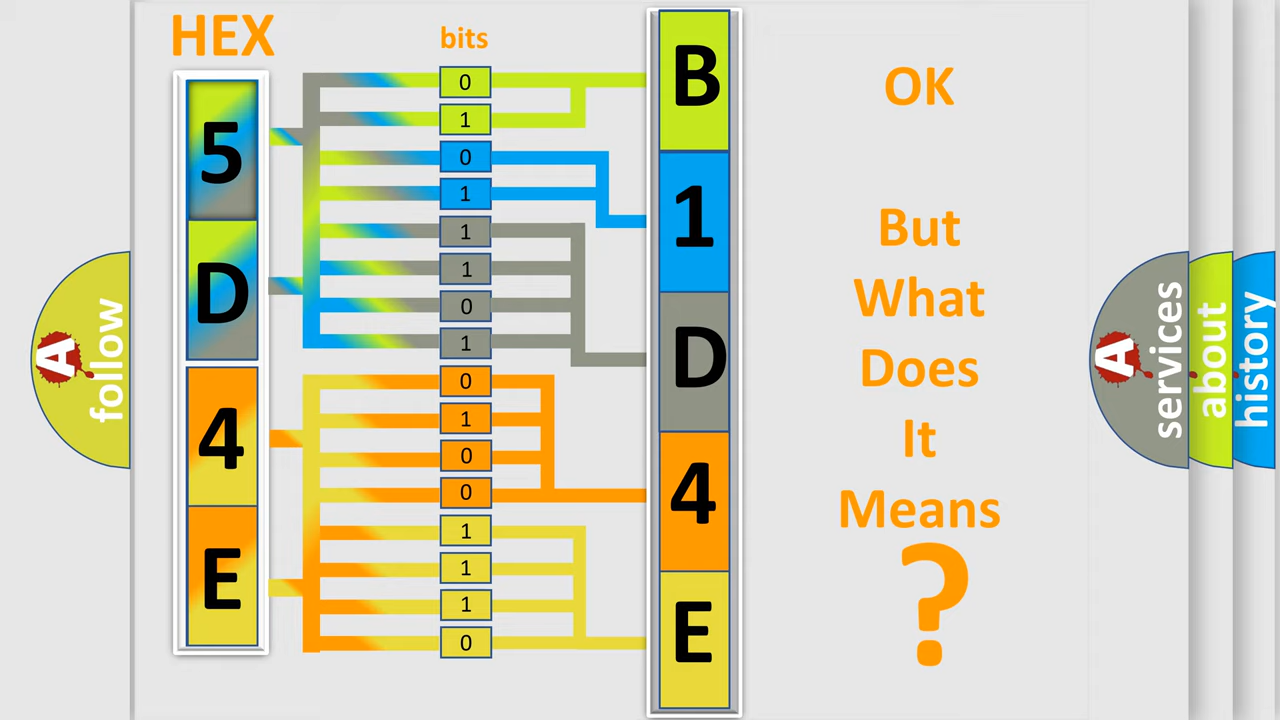 HEX
bits
5
D
4
E
0
1
0
1
1
1
0
1
0
1
0
0
1
1
1
0
B
1
D
4
E
OK
But
What
Does
It
Means
?
A
follow
A
services
about
history